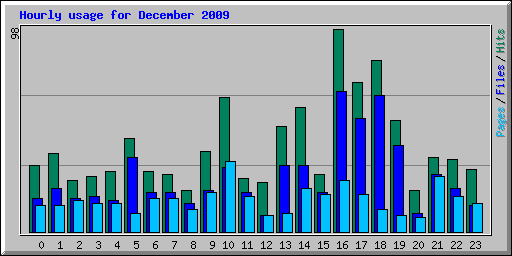 Hourly usage for December 2009
98
Pages / Files / Hits
0 1 2 3 4 5 6 7 8 9 10 11 12 13 14 15 16 17 18 19 20 21 22 23